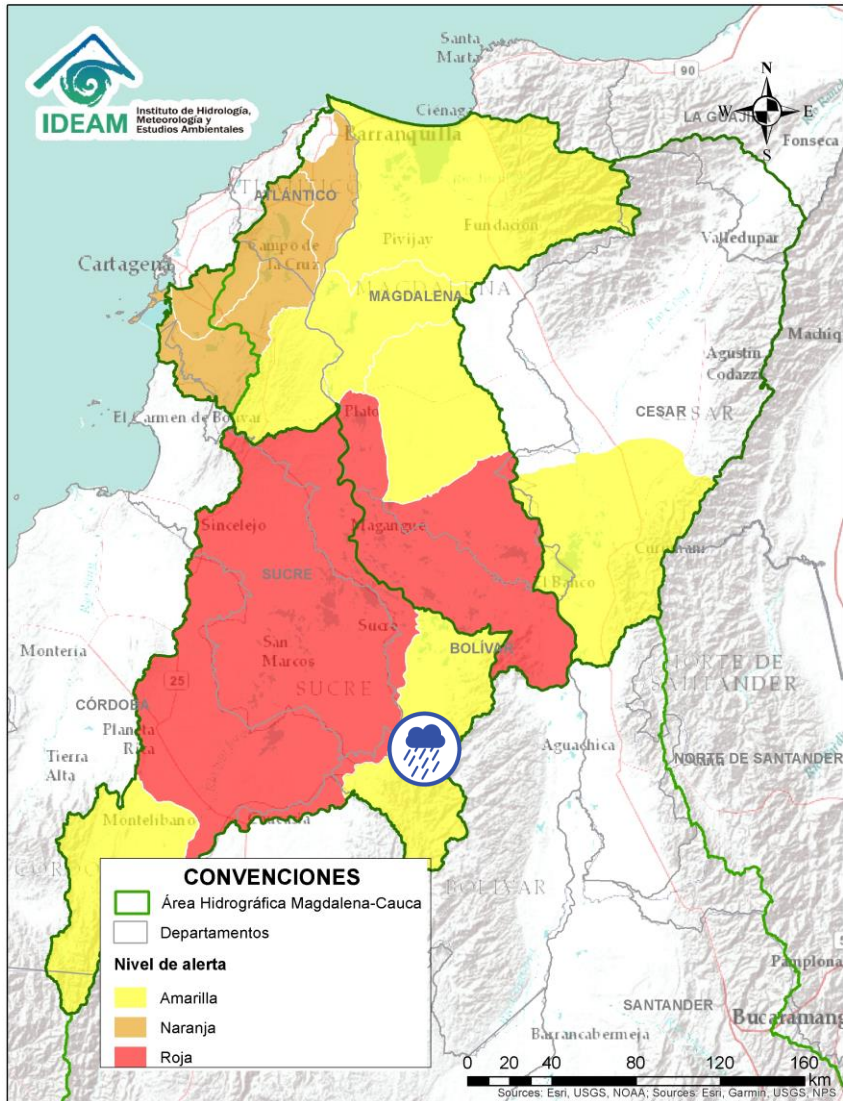 IDEAM
Instituto de Hidrología,
Meteorología y
Estudios Ambientales
Santa
Marta
90
N
W
E
S
Ciénaga
LA GUAJIRA
Barranquilla
Fonseca
ATLÁNTICO
Fundación
Pivijay
Valledupar
Cartagena
Campo de
la Cruz
MAGDALENA
MAGDALENA
Agustín
Codazzi
El Carmen de Bolívar
Plato
CESAR
CESAR
Sincelejo
Magangué
SUCRE
El Banco
Sucre
BOLÍVAR
Montería
San
Marcos
SUCRE
NORTE DE
SANTANDER
25
CÓRDOBA
Planeta
Rica
Aguachica
NORTE DE SANTANDER
Tierra
Alta
Montelíbano
BOLÍVAR
CONVENCIONES
Área Hidrográfica Magdalena-Cauca
Departamentos
Nivel de alerta
Amarilla
Naranja
Roja
Pamplona
SANTANDER
Barrancabermeja
0 20 40 80 120 160
km
Sources: Esri, USGS, NOAA; Sources: Esri, Garmin, USGS, NPS